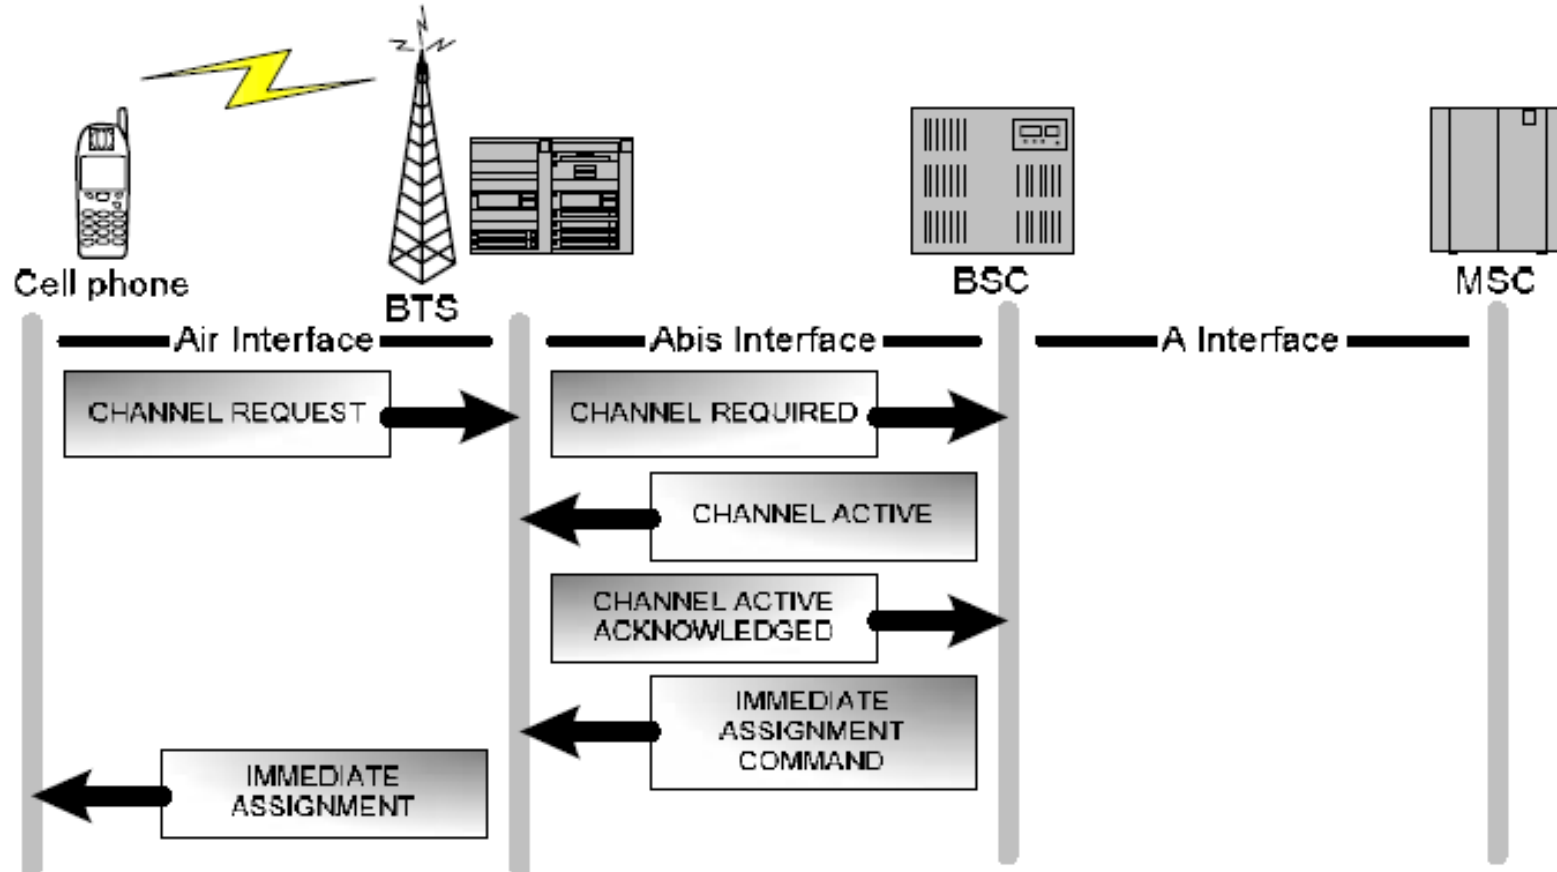 Cell phone
BTS
BSC
MSC
Air Interface
Abis Interface
A Interface
CHANNEL REQUEST
CHANNEL REQUIRED
CHANNEL ACTIVE
CHANNEL ACTIVE
ACKNOWLEDGED
IMMEDIATE
ASSIGNMENT
COMMAND
IMMEDIATE
ASSIGNMENT